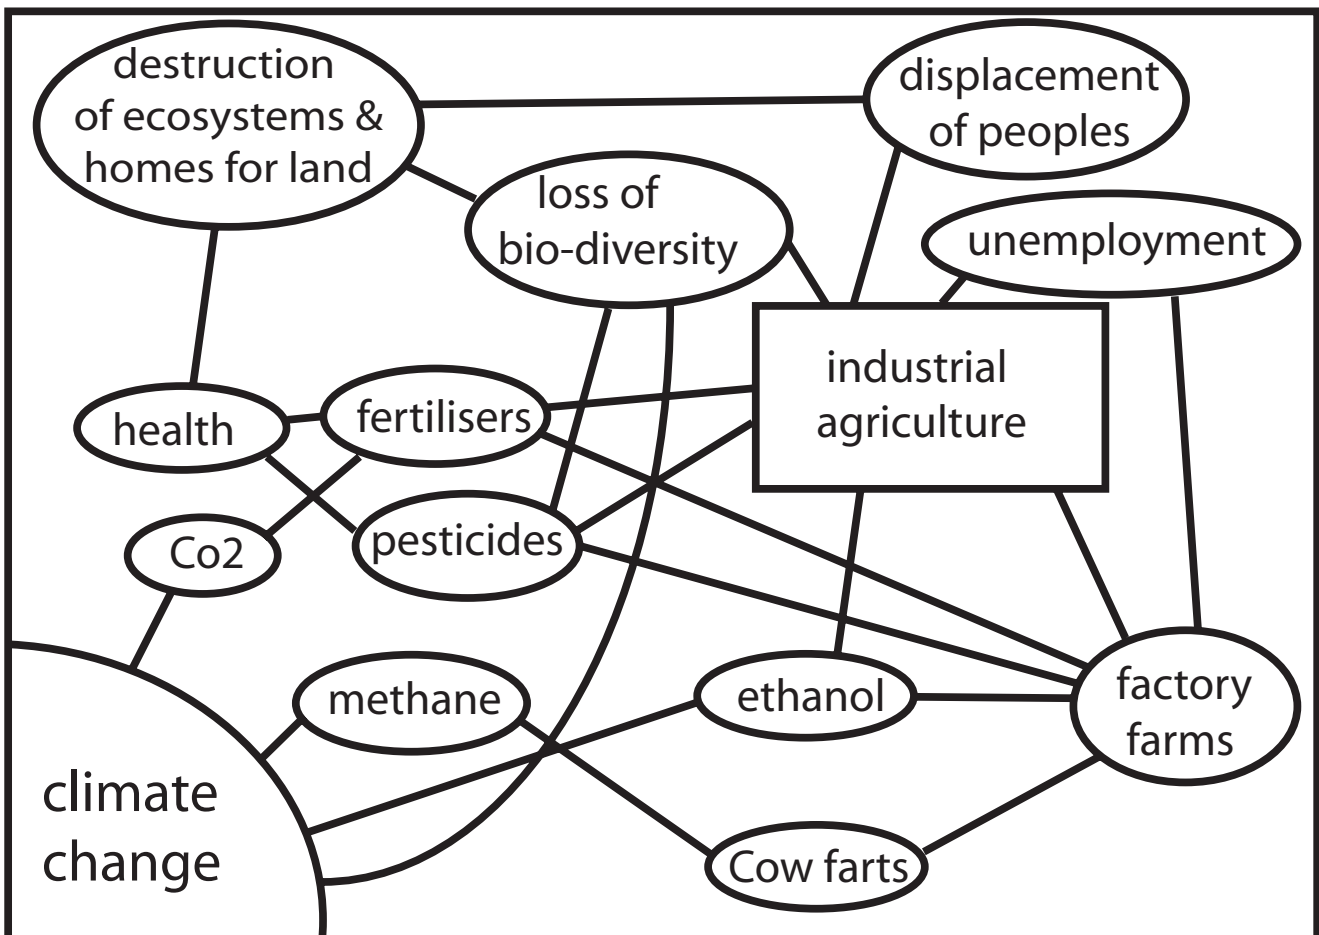 destruction
of ecosystems &
homes for land
displacement
of peoples
loss of
bio-diversity
unemployment
industrial
agriculture
health
fertilisers
Co2
pesticides
methane
ethanol
factory
farms
climate
change
Cow farts